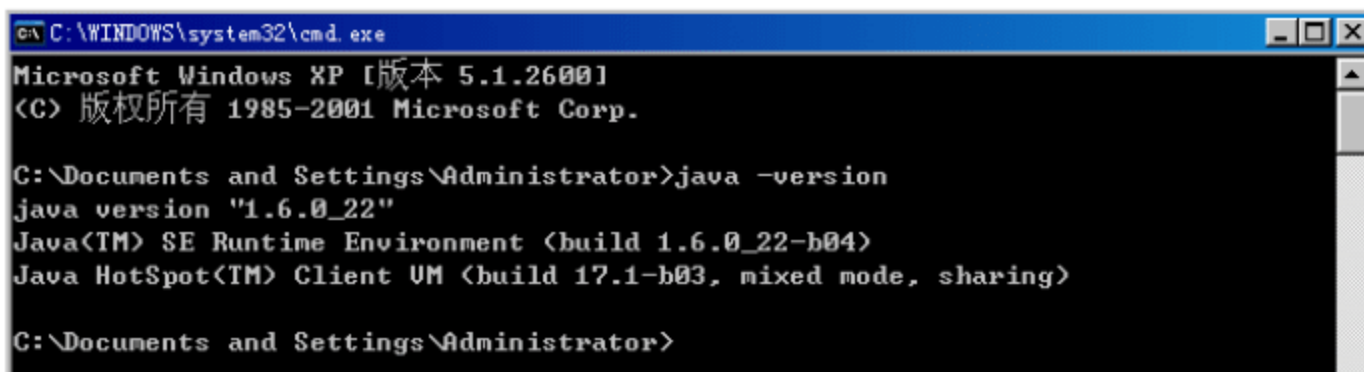 C:\WINDOWS\system32\cmd.exe
Microsoft Windows XP [版本 5.1.2600]
(C) 版权所有 1985-2001 Microsoft Corp.
C:\Documents and Settings\Administrator>java -version
java version "1.6.0_22"
Java(TM) SE Runtime Environment (build 1.6.0_22-b04)
Java HotSpot(TM) Client VM (build 17.1-b03, mixed mode, sharing)
C:\Documents and Settings\Administrator>